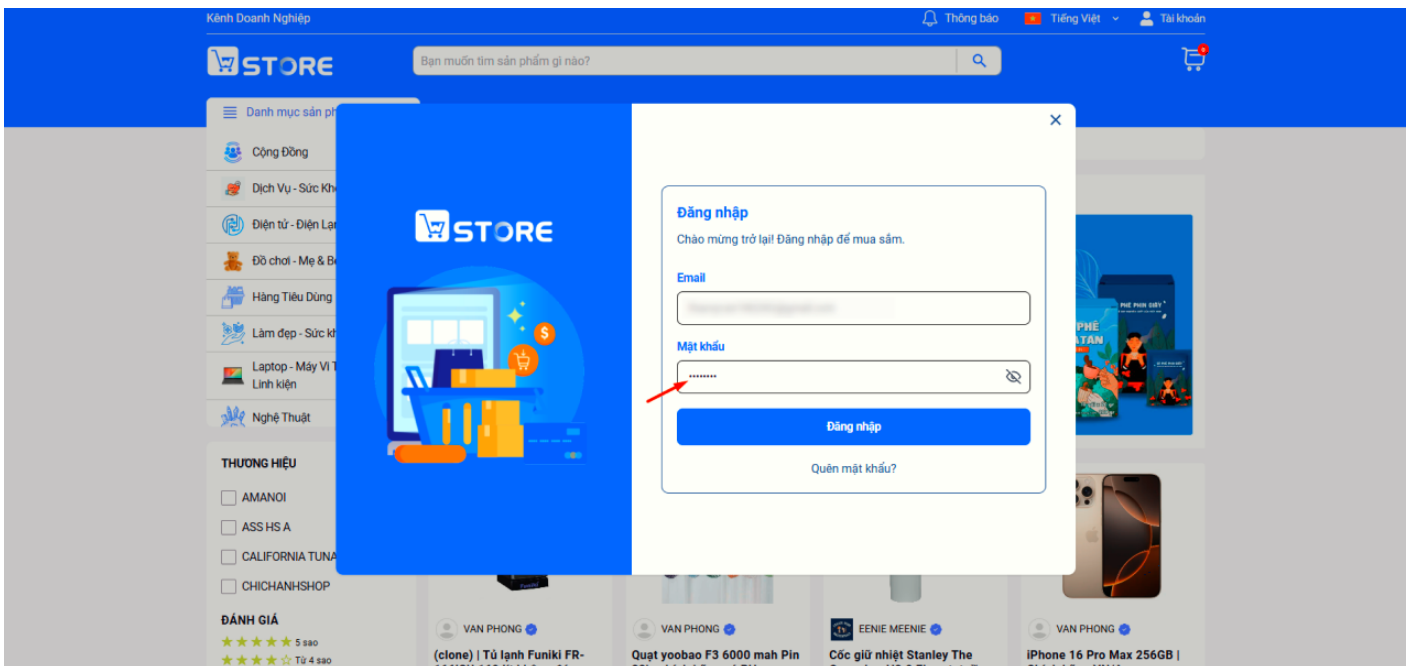 Kênh Doanh Nghiệp
Thông báo
Tiếng Việt
Tài khoản
STORE
Bạn muốn tìm sản phẩm gì nào?
0
Danh mục sản ph
Cộng Đồng
Dịch Vụ - Sức Kh
Điện tử - Điện Lạ
Đồ chơi - Mẹ & B
Hàng Tiêu Dùng
Làm đẹp - Sức kh
Laptop - Máy Vi T
Linh kiện
Nghệ Thuật
THƯƠNG HIỆU
AMANOI
ASS HS A
CALIFORNIA TUNA
CHICHANHSHOP
ĐÁNH GIÁ
5 sao
Từ 4 sao
STORE
Đăng nhập
Chào mừng trở lại! Đăng nhập để mua sắm.
Email
Mật khẩu
Đăng nhập
Quên mật khẩu?
PHÊ PHIN GIẤY
PHÊ
VAN PHONG
(clone) | Tủ lạnh Funiki FR-
VAN PHONG
Quạt yoobao F3 6000 mah Pin
EENIE MEENIE
Cốc giữ nhiệt Stanley The
VAN PHONG
iPhone 16 Pro Max 256GB |